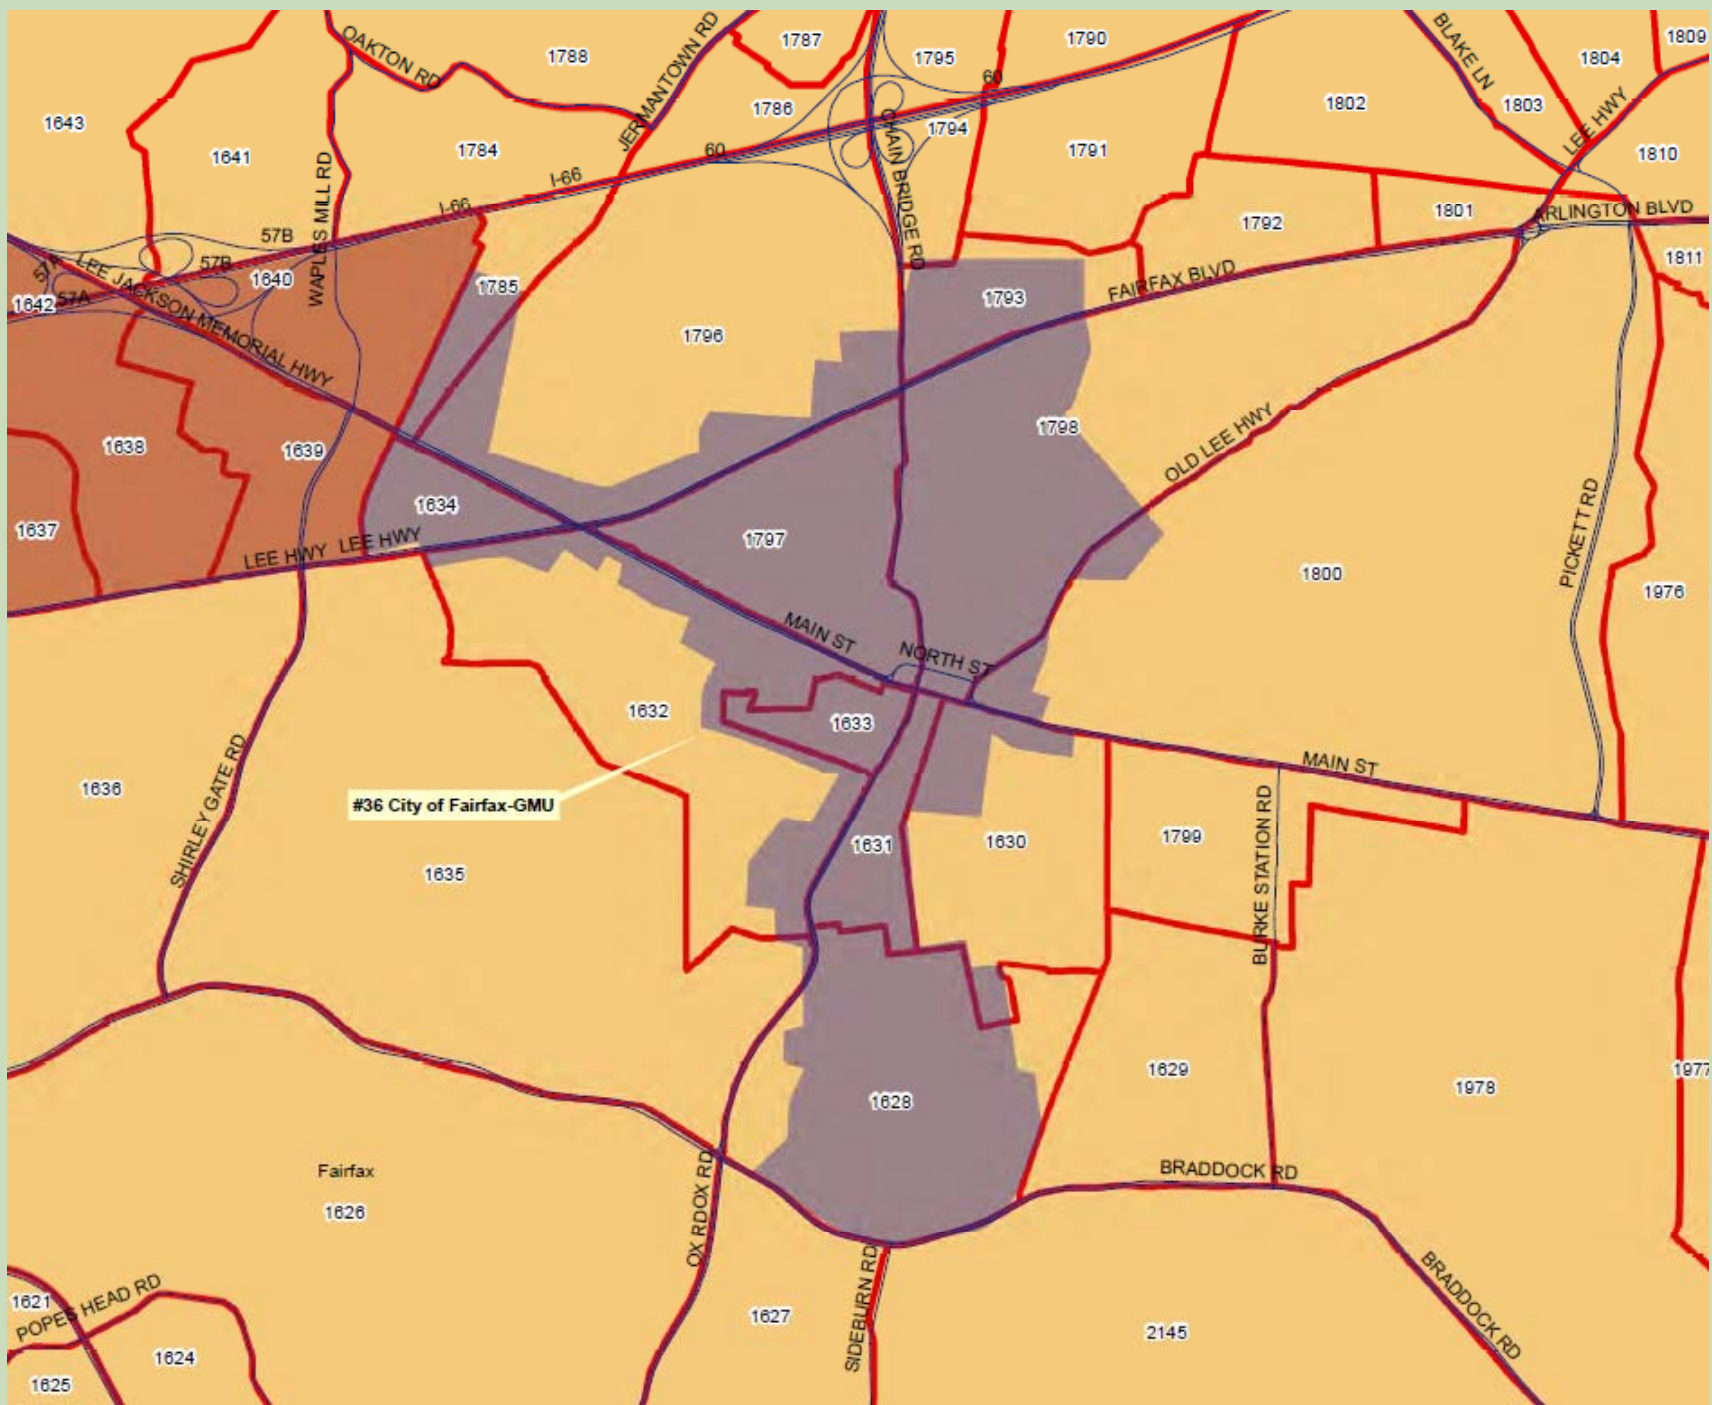 OAKTON RD
1788
JERMANTOWN RD
1787
1795
1790
BLAKE LN
1804
1809
1643
1641
1784
1786
60
1794
1802
1803
LEE HWY
1791
1810
WAPLES MILL RD
I-66
I-66
60
CHAIN BRIDGE RD
1792
1801
ARLINGTON BLVD
57B
57B
57A
57A
1642
1640
LEE JACKSON MEMORIAL HWY
1785
1793
FAIRFAX BLVD
1811
1796
1638
1639
1798
OLD LEE HWY
1637
1634
LEE HWY
LEE HWY
1797
PICKETT RD
1800
1976
MAIN ST
NORTH ST
1632
1633
MAIN ST
1636
SHIRLEY GATE RD
#36 City of Fairfax-GMU
1635
1631
1630
1799
BURKE STATION RD
1629
1978
1977
1628
BRADDOCK RD
Fairfax
1626
OX RD
OX RD
SIDEBURN RD
BRADDOCK RD
1621
POPES HEAD RD
1624
1625
1627
2145